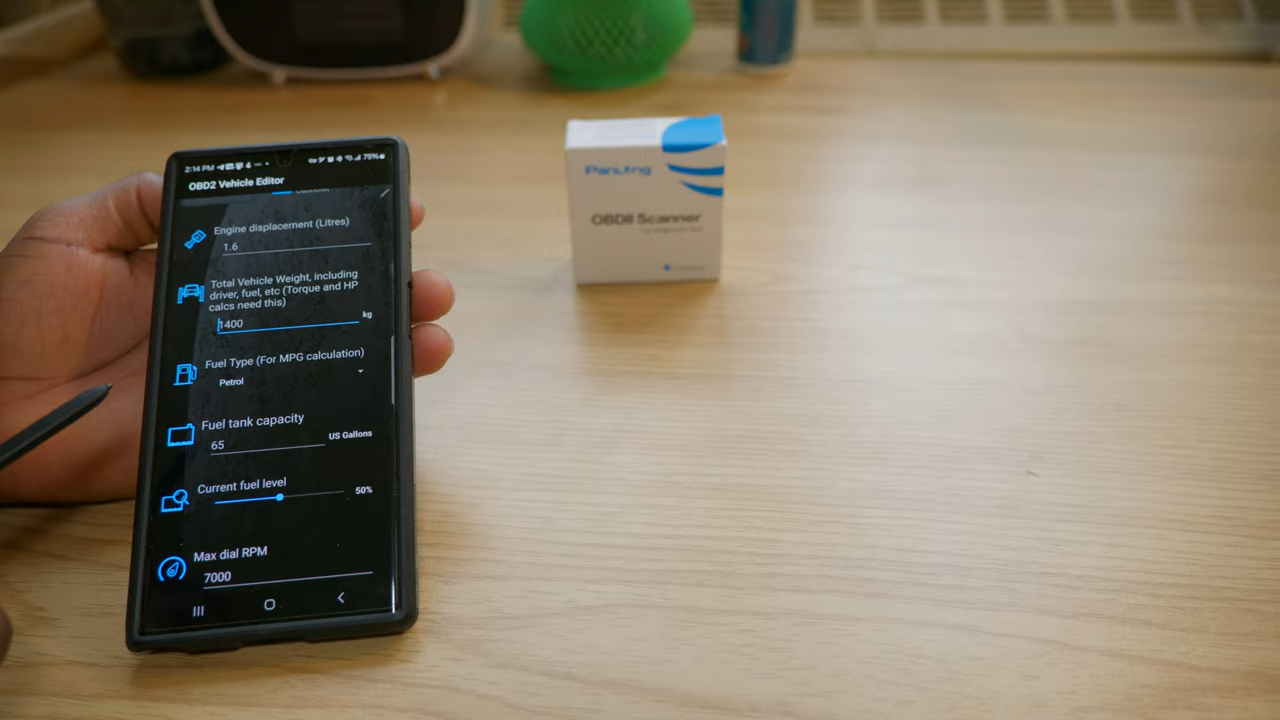 2:14 PM
75%
OBD2 Vehicle Editor
Engine displacement (Litres)
1.6
Total Vehicle Weight, including
driver, fuel, etc (Torque and HP
calcs need this)
1400
kg
Fuel Type (For MPG calculation)
Petrol
Fuel tank capacity
65
US Gallons
Current fuel level
50%
Max dial RPM
7000
PanLong
OBDII Scanner